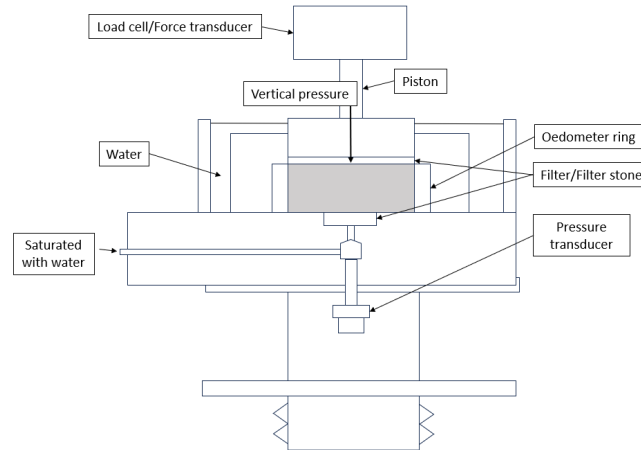 Load cell/Force transducer
Piston
Vertical pressure
Oedometer ring
Water
Filter/Filter stone
Pressure
transducer
Saturated
with water